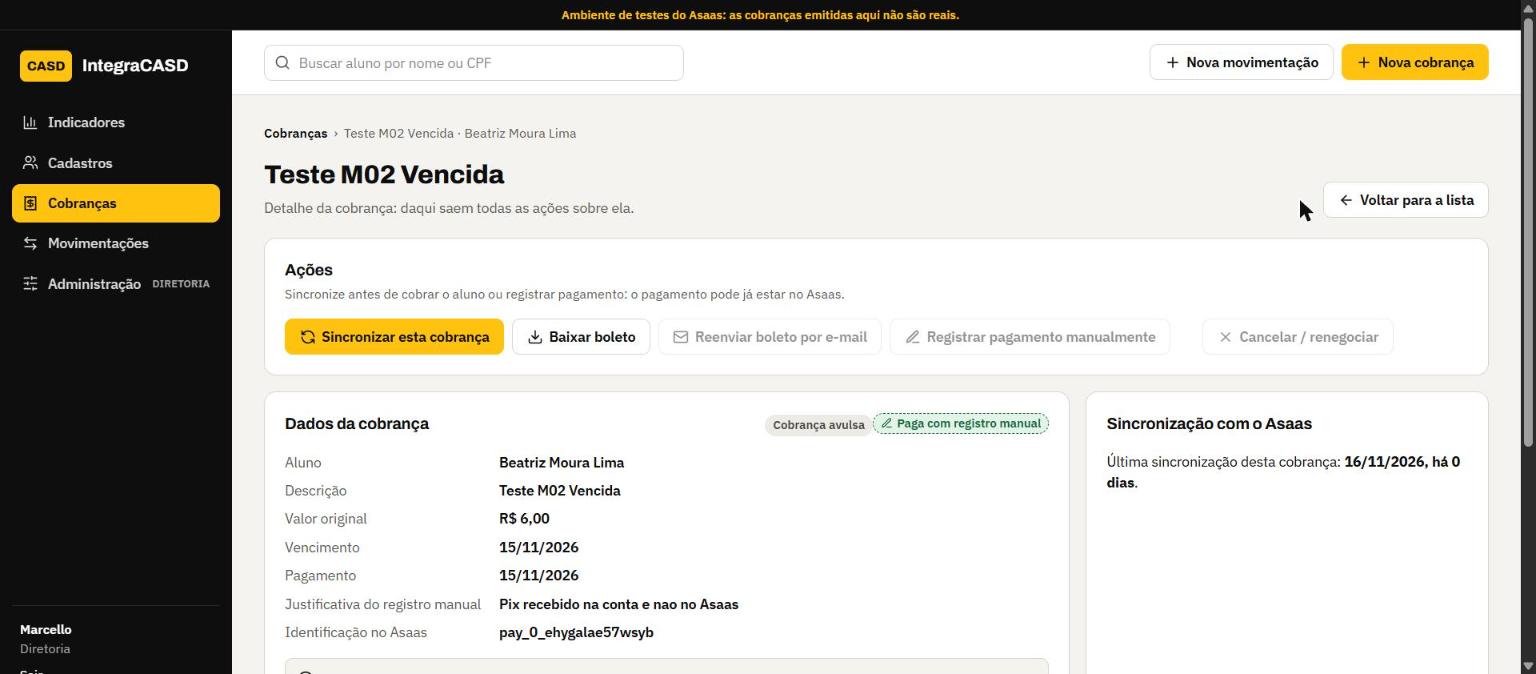 Ambiente de testes do Asaas: as cobranças emitidas aqui não são reais.
CASD IntegraCASD
Buscar aluno por nome ou CPF
Nova movimentação
Nova cobrança
Indicadores
Cadastros
Cobranças
Movimentações
Administração DIRETORIA
Marcello
Diretoria
Cobranças › Teste M02 Vencida · Beatriz Moura Lima
Teste M02 Vencida
Detalhe da cobrança: daqui saem todas as ações sobre ela.
Voltar para a lista
Ações
Sincronize antes de cobrar o aluno ou registrar pagamento: o pagamento pode já estar no Asaas.
Sincronizar esta cobrança
Baixar boleto
Reenviar boleto por e-mail
Registrar pagamento manualmente
Cancelar / renegociar
Dados da cobrança
Cobrança avulsa
Paga com registro manual
Aluno Beatriz Moura Lima
Descrição Teste M02 Vencida
Valor original R$ 6,00
Vencimento 15/11/2026
Pagamento 15/11/2026
Justificativa do registro manual Pix recebido na conta e nao no Asaas
Identificação no Asaas pay_0_ehygalae57wsyb
Sincronização com o Asaas
Última sincronização desta cobrança: 16/11/2026, há 0
dias.